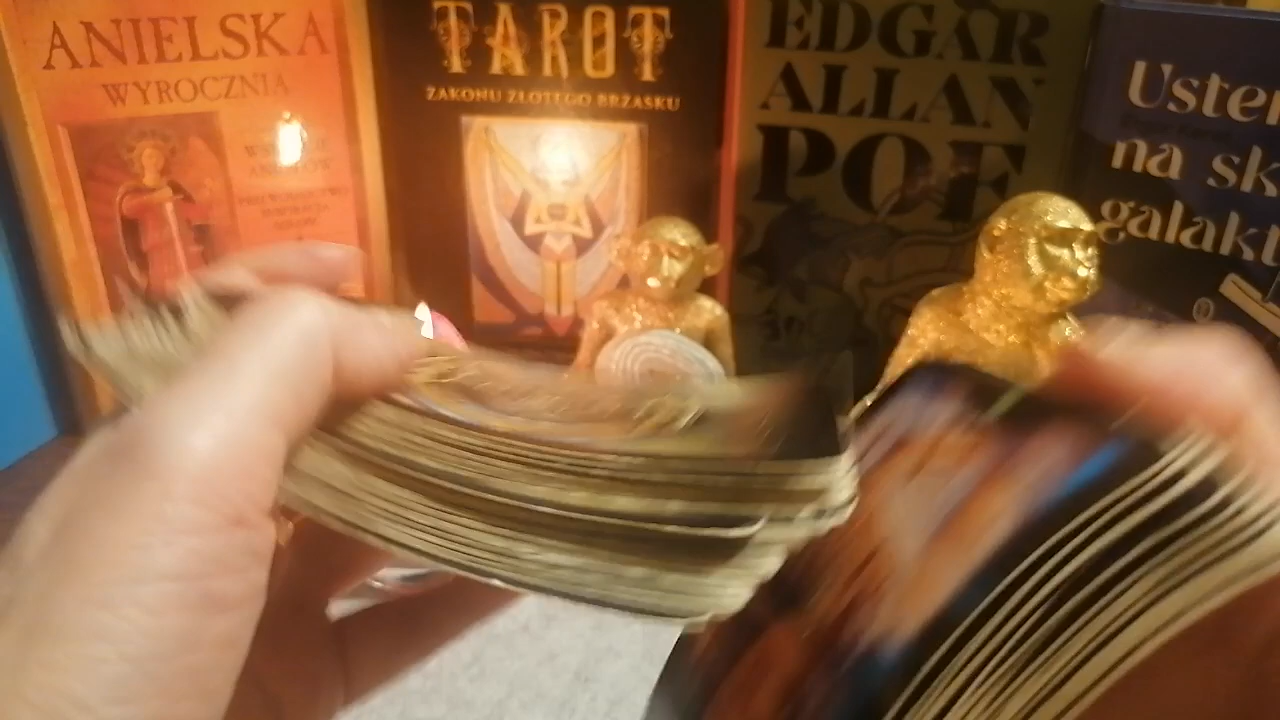 ANIELSKA
WYROCZNIA
TAROT
ZAKONU ZŁOTEGO BRZASKU
EDGAR
ALLAN
POE
Uster
na sk
galakt